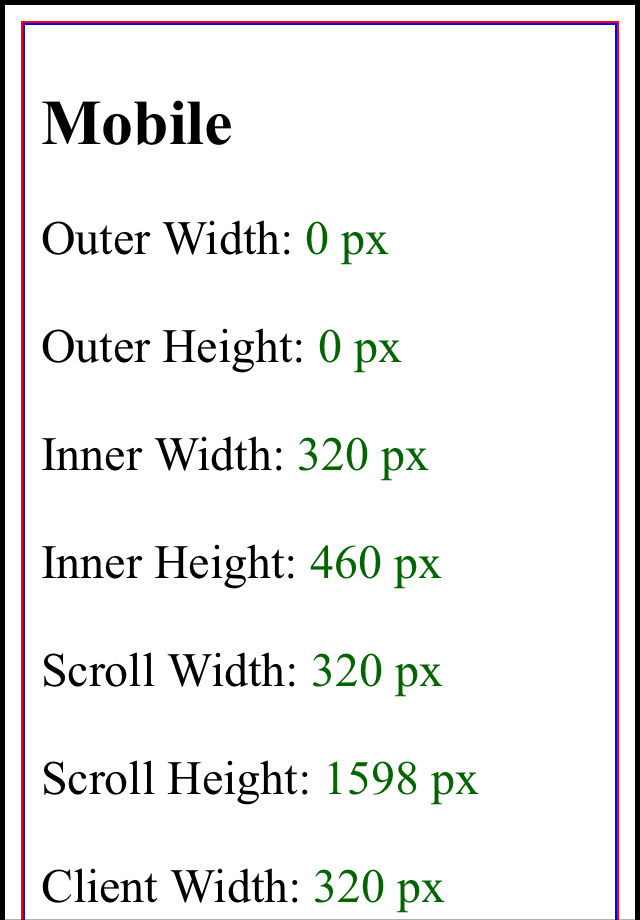 Mobile
Outer Width: 0 px
Outer Height: 0 px
Inner Width: 320 px
Inner Height: 460 px
Scroll Width: 320 px
Scroll Height: 1598 px
Client Width: 320 px